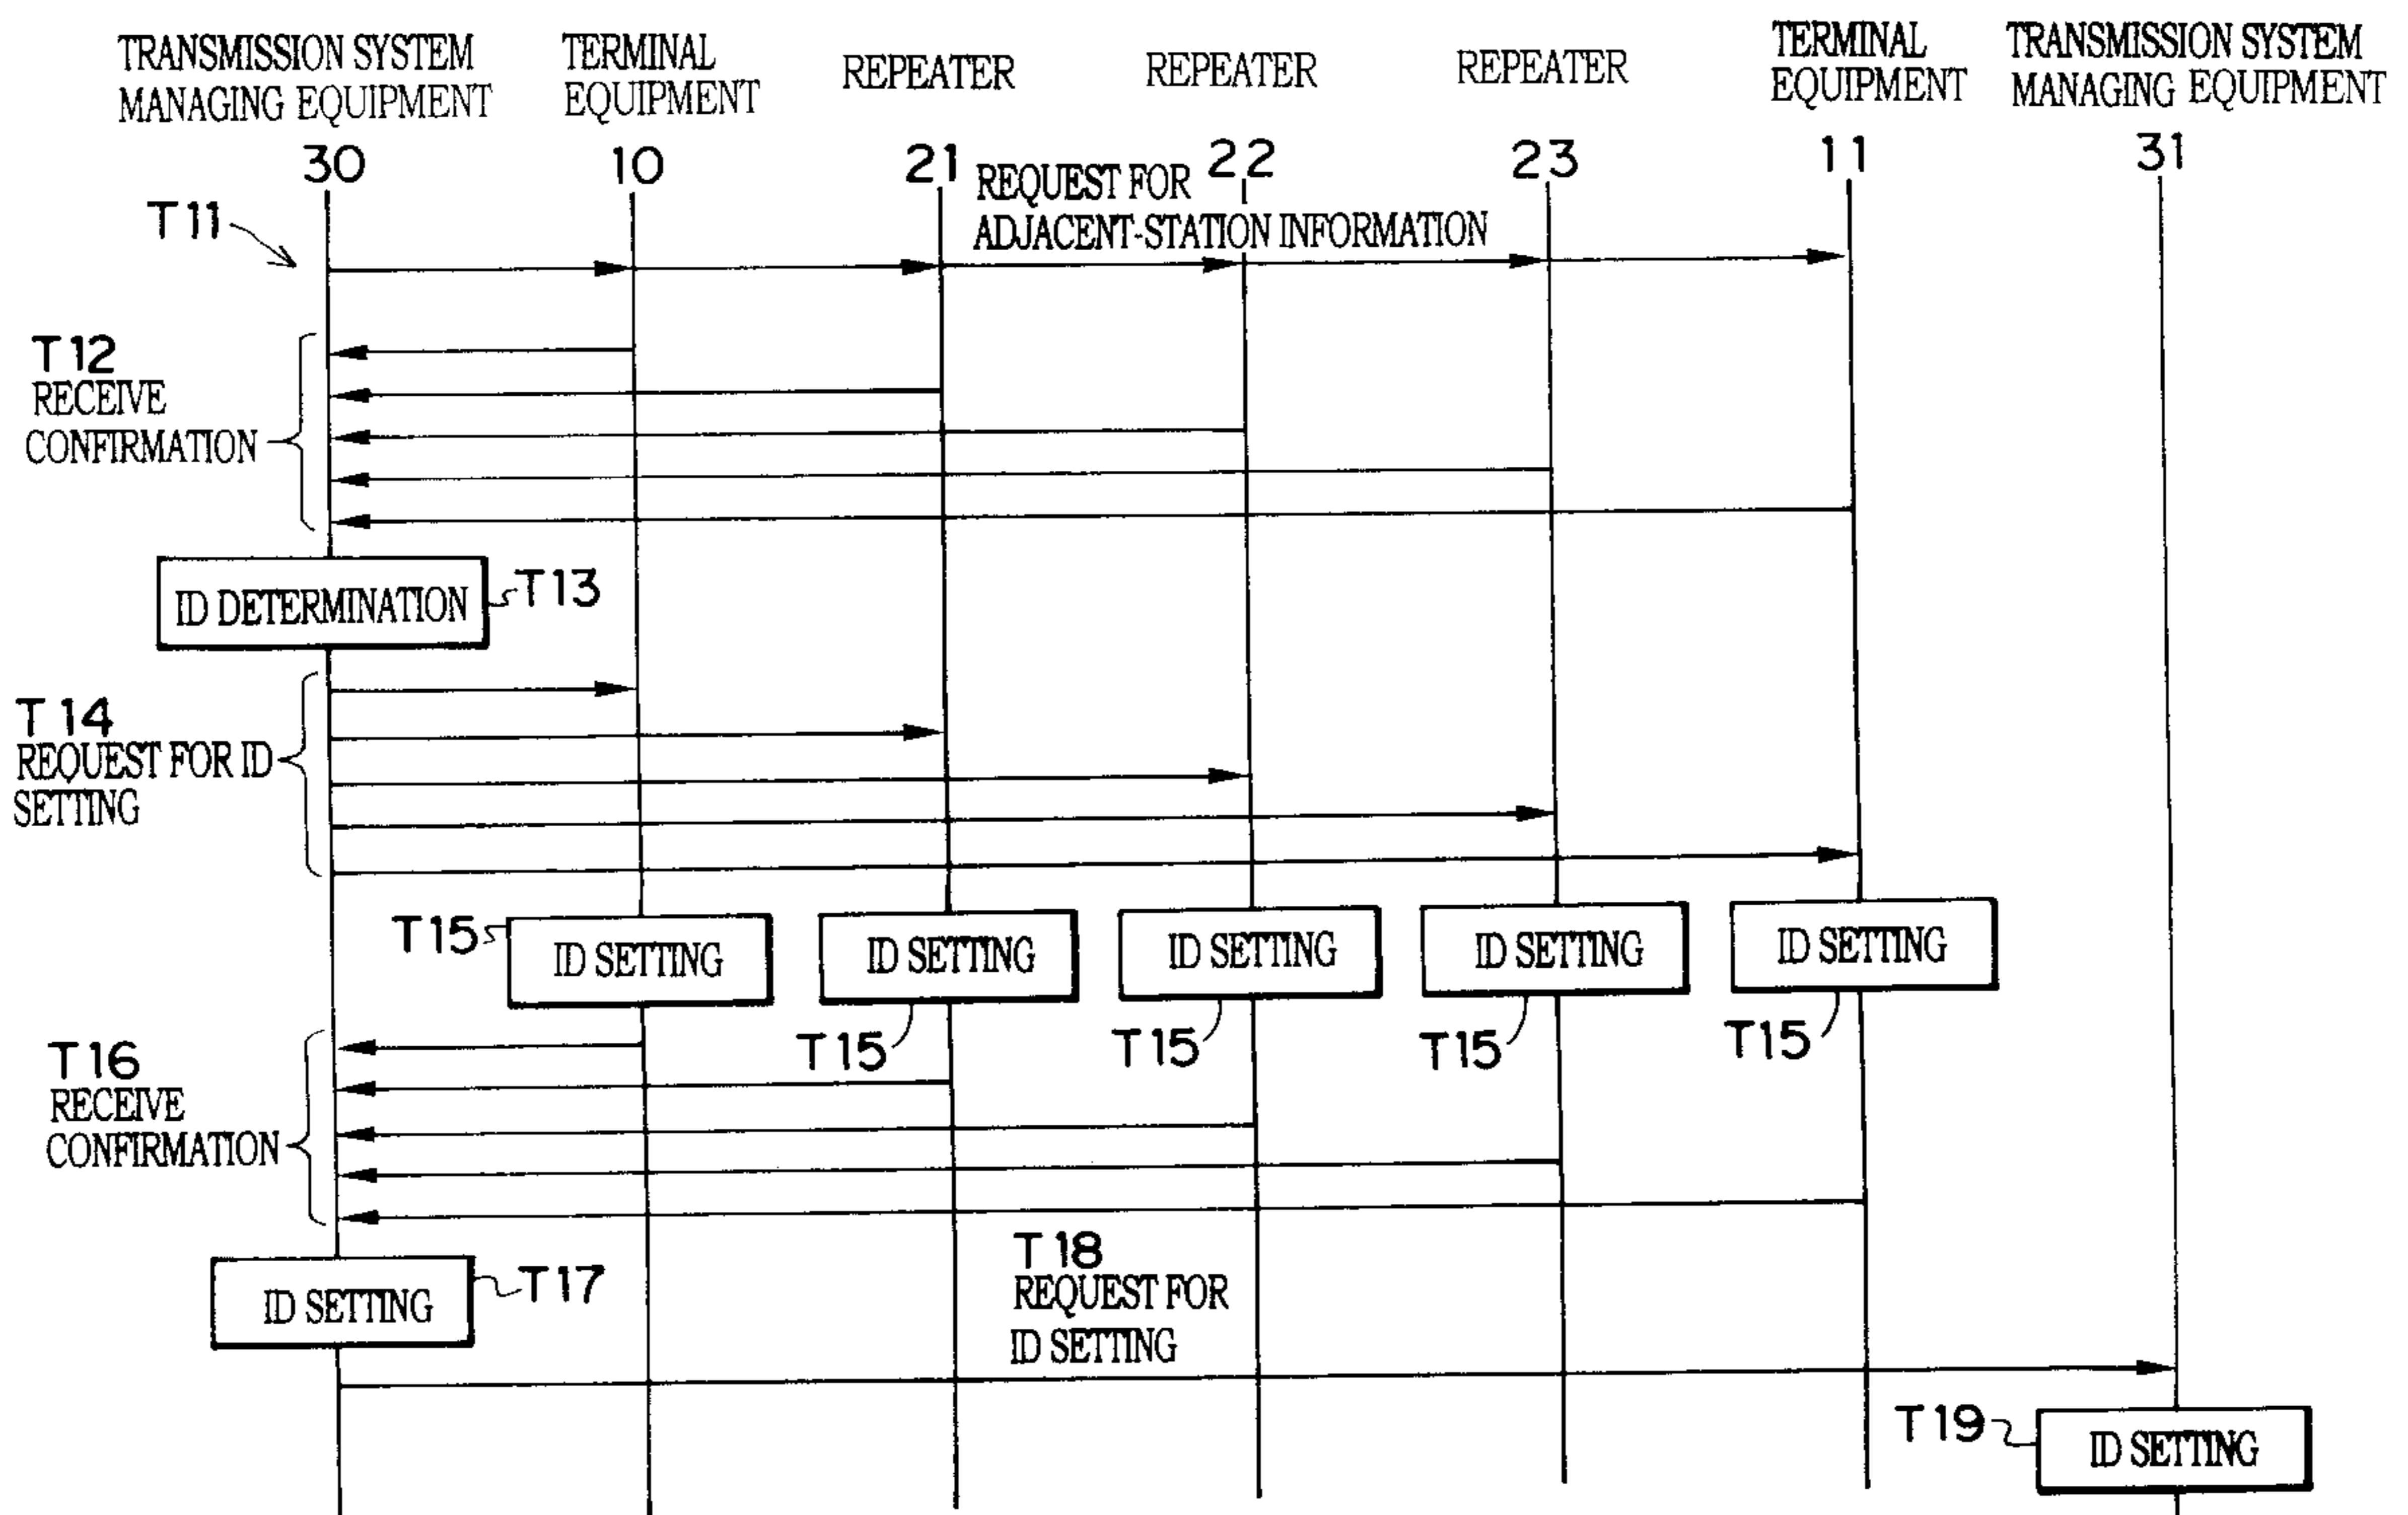 TRANSMISSION SYSTEM
MANAGING EQUIPMENT
30
TERMINAL
EQUIPMENT
10
REPEATER
21
REPEATER
22
REPEATER
23
TERMINAL
EQUIPMENT
11
TRANSMISSION SYSTEM
MANAGING EQUIPMENT
31
T11
REQUEST FOR
ADJACENT-STATION INFORMATION
T12
RECEIVE
CONFIRMATION
ID DETERMINATION
T13
T14
REQUEST FOR ID
SETTING
T15
ID SETTING
ID SETTING
T15
ID SETTING
T15
ID SETTING
T15
ID SETTING
T15
T16
RECEIVE
CONFIRMATION
ID SETTING
T17
T18
REQUEST FOR
ID SETTING
T19
ID SETTING